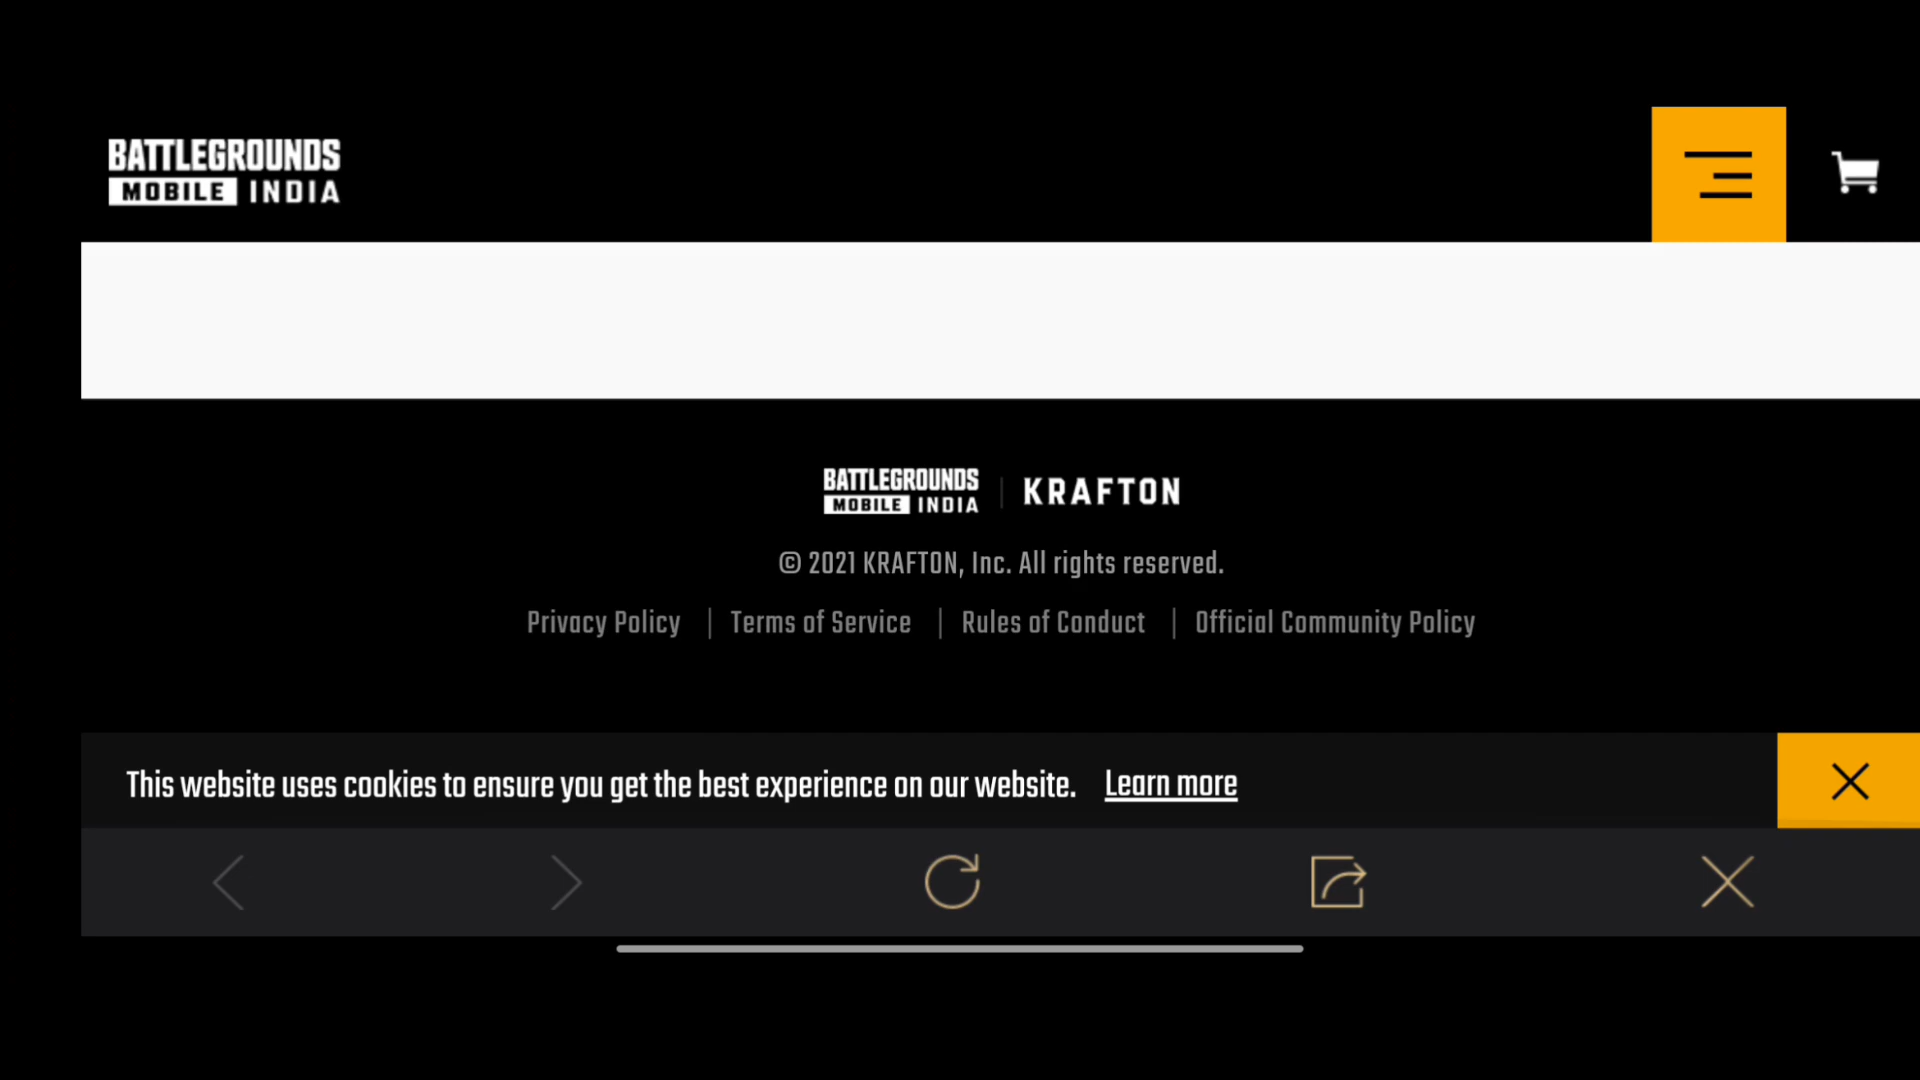 BATTLEGROUNDS
MOBILE INDIA
BATTLEGROUNDS
MOBILE INDIA | KRAFTON
© 2021 KRAFTON, Inc. All rights reserved.
Privacy Policy | Terms of Service | Rules of Conduct | Official Community Policy
This website uses cookies to ensure you get the best experience on our website. Learn more